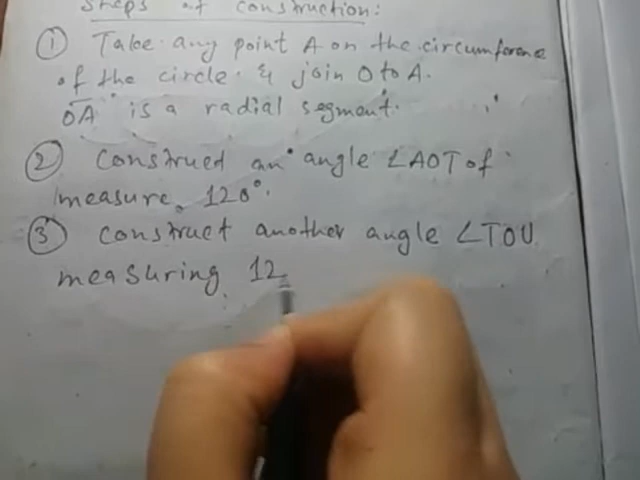 Steps of construction:
① Take any point A on the circumference
of the circle & join O to A.
OA is a radial segment.
② Construed an angle ∠AOT of
measure 120°.
③ Construct another angle ∠TOU
measuring 12